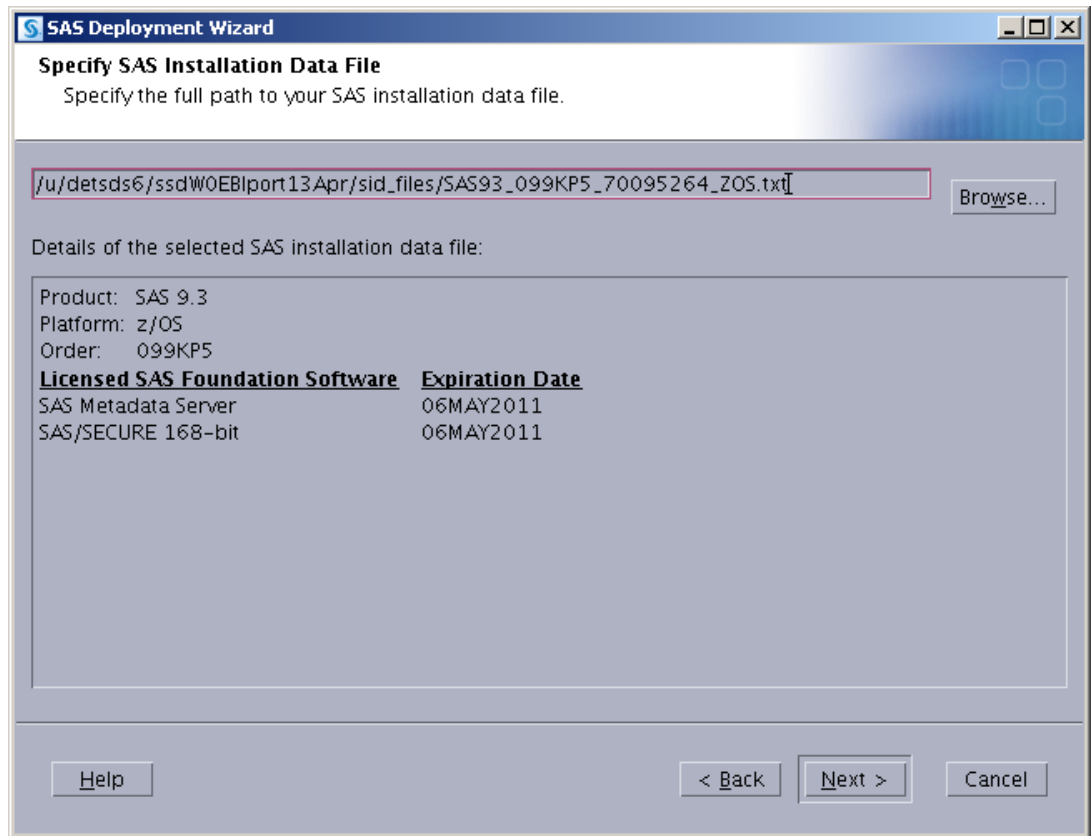 SAS Deployment Wizard
Specify SAS Installation Data File
Specify the full path to your SAS installation data file.
/u/detsds6/ssdW0EBIport13Apr/sid_files/SAS93_099KP5_70095264_ZOS.txt
Browse...
Details of the selected SAS installation data file:
Product: SAS 9.3
Platform: z/OS
Order: 099KP5
Licensed SAS Foundation Software Expiration Date
SAS Metadata Server 06MAY2011
SAS/SECURE 168-bit 06MAY2011
Help
< Back
Next >
Cancel